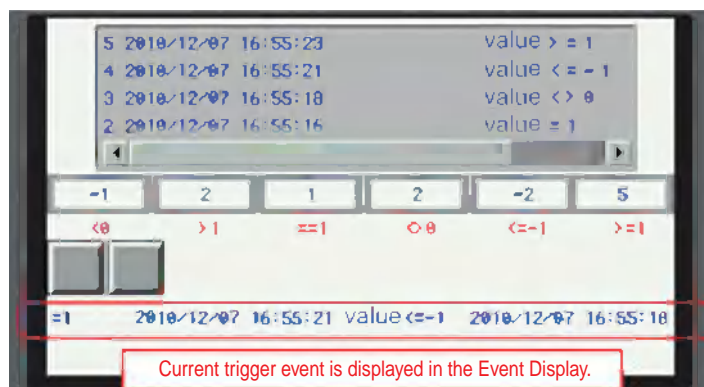 5 2010/12/07 16:55:23 value > = 1
4 2010/12/07 16:55:21 value < = - 1
3 2010/12/07 16:55:18 value <> 0
2 2010/12/07 16:55:16 value = 1
-1 2 1 2 -2 5
<0 >1 ==1 <>0 <=-1 >=1
=1 2010/12/07 16:55:21 value<=-1 2010/12/07 16:55:18
Current trigger event is displayed in the Event Display.